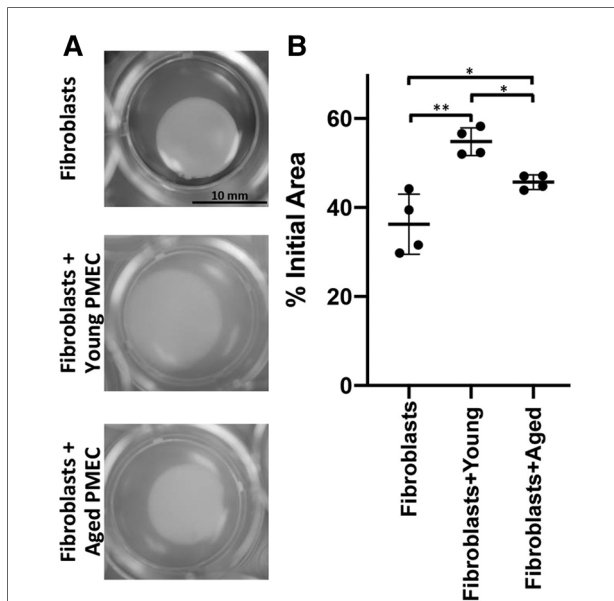 A
Fibroblasts
10 mm
Fibroblasts +
Young PMEC
Fibroblasts +
Aged PMEC
B
*
**
*
% Initial Area
60
40
20
0
Fibroblasts
Fibroblasts+Young
Fibroblasts+Aged